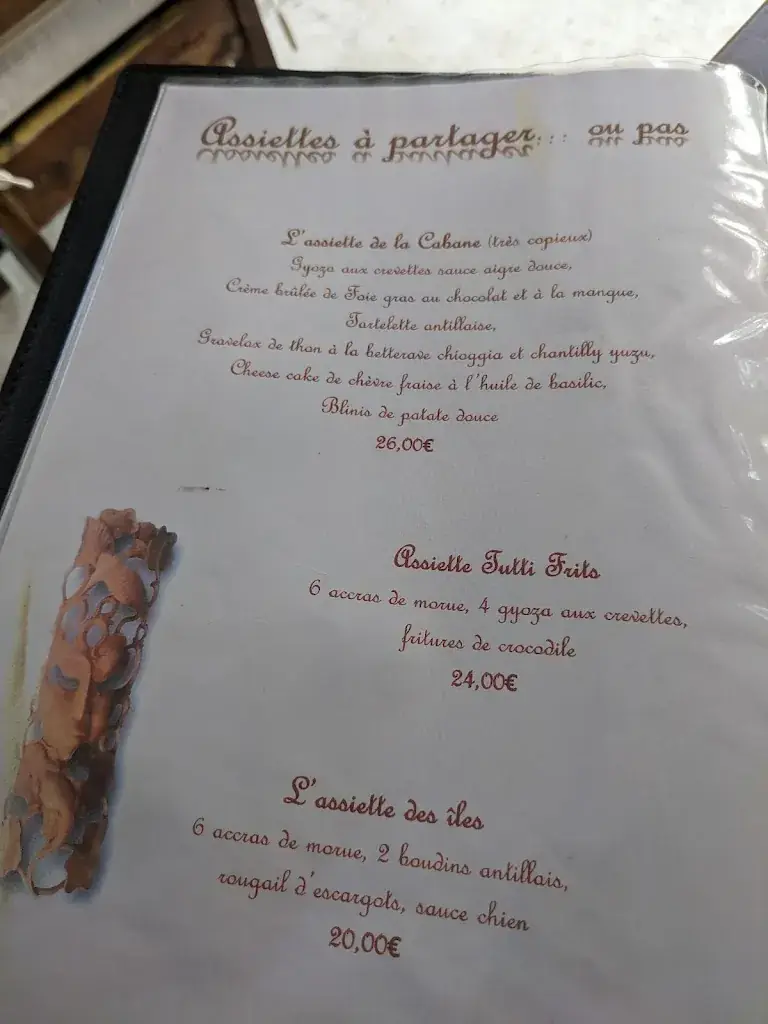 Assiettes à partager... ou pas
L'assiette de la Cabane (très copieux)
Gyoza aux crevettes sauce aigre douce,
Crème brûlée de Foie gras au chocolat et à la mangue,
Tartelette antillaise,
Gravelax de thon à la betterave chioggia et chantilly yuzu,
Cheese cake de chèvre fraise à l'huile de basilic,
Blinis de patate douce
26,00€
Assiette Tutti Frits
6 accras de morue, 4 gyoza aux crevettes,
fritures de crocodile
24,00€
L'assiette des îles
6 accras de morue, 2 boudins antillais,
rougail d'escargots, sauce chien
20,00€